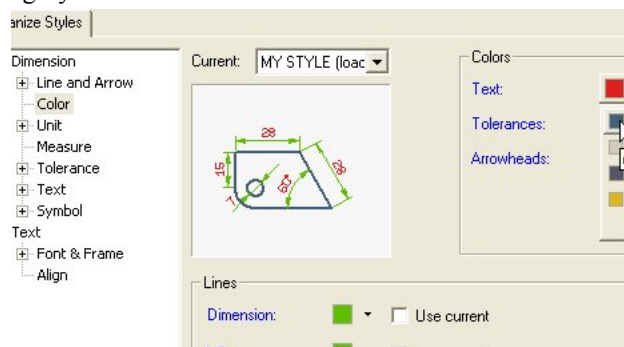 anize Styles
Dimension
Line and Arrow
Color
Unit
Measure
Tolerance
Text
Symbol
Text
Font & Frame
Align
Current: MY STYLE (loac
28
15
28
60°
7
Colors
Text:
Tolerances:
Arrowheads:
Lines
Dimension: Use current